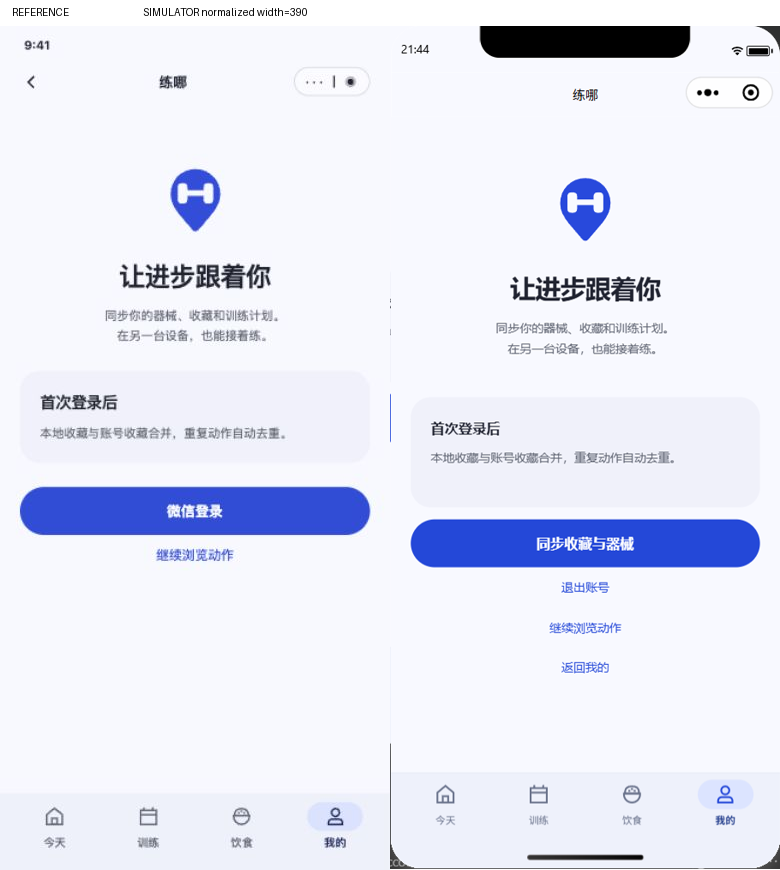 REFERENCE
SIMULATOR normalized width=390
9:41
练哪
让进步跟着你
同步你的器械、收藏和训练计划。
在另一台设备，也能接着练。
首次登录后
本地收藏与账号收藏合并，重复动作自动去重。
微信登录
继续浏览动作
今天
训练
饮食
我的
21:44
练哪
让进步跟着你
同步你的器械、收藏和训练计划。
在另一台设备，也能接着练。
首次登录后
本地收藏与账号收藏合并，重复动作自动去重。
同步收藏与器械
退出账号
继续浏览动作
返回我的
今天
训练
饮食
我的